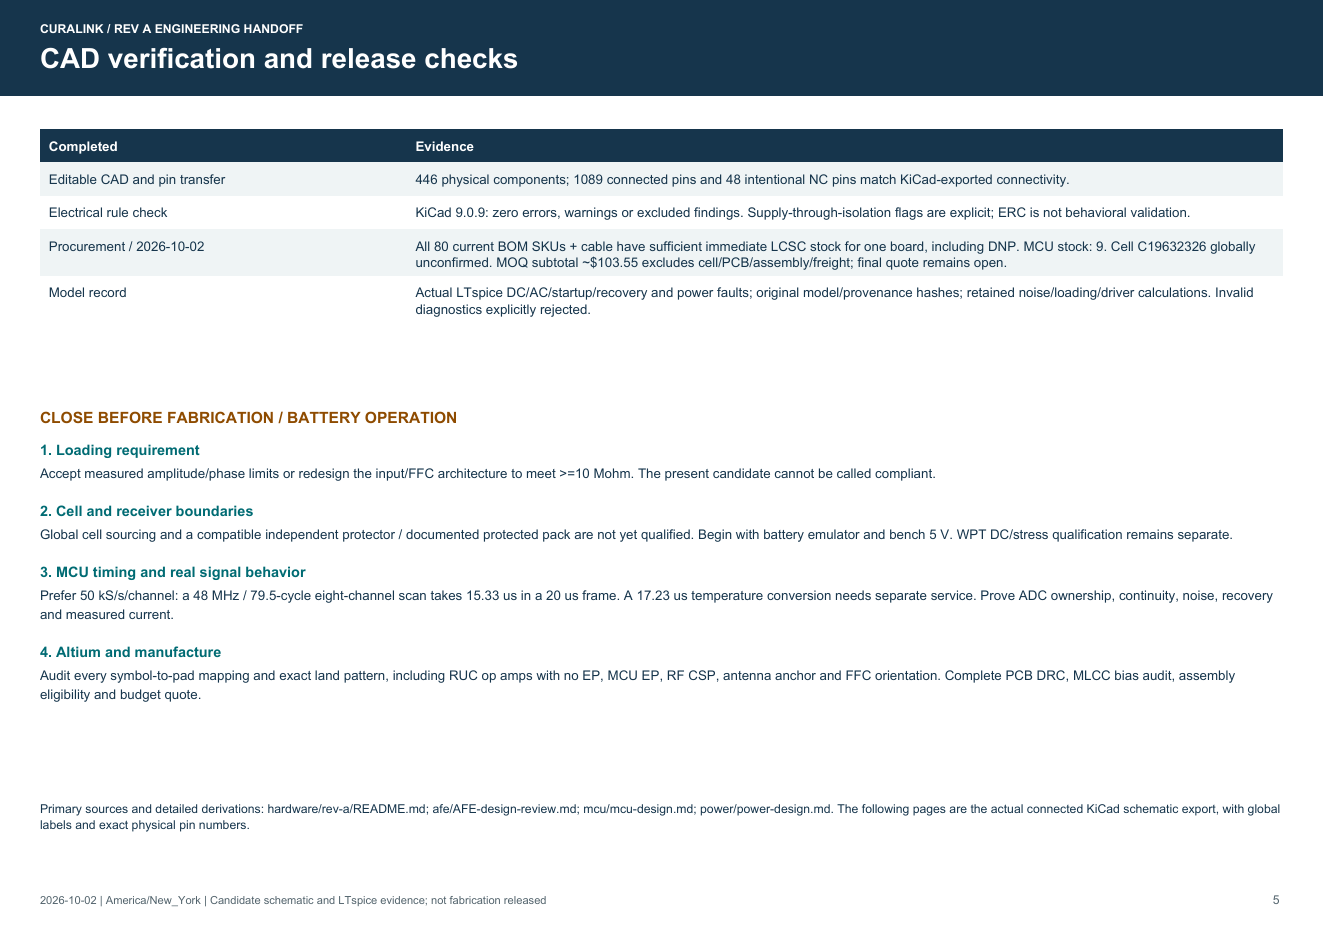 CURALINK / REV A ENGINEERING HANDOFF
CAD verification and release checks
Completed Evidence
Editable CAD and pin transfer 446 physical components; 1089 connected pins and 48 intentional NC pins match KiCad-exported connectivity.
Electrical rule check KiCad 9.0.9: zero errors, warnings or excluded findings. Supply-through-isolation flags are explicit; ERC is not behavioral validation.
Procurement / 2026-10-02 All 80 current BOM SKUs + cable have sufficient immediate LCSC stock for one board, including DNP. MCU stock: 9. Cell C19632326 globally
unconfirmed. MOQ subtotal ~$103.55 excludes cell/PCB/assembly/freight; final quote remains open.
Model record Actual LTspice DC/AC/startup/recovery and power faults; original model/provenance hashes; retained noise/loading/driver calculations. Invalid
diagnostics explicitly rejected.
CLOSE BEFORE FABRICATION / BATTERY OPERATION
1. Loading requirement
Accept measured amplitude/phase limits or redesign the input/FFC architecture to meet >=10 Mohm. The present candidate cannot be called compliant.
2. Cell and receiver boundaries
Global cell sourcing and a compatible independent protector / documented protected pack are not yet qualified. Begin with battery emulator and bench 5 V. WPT DC/stress qualification remains separate.
3. MCU timing and real signal behavior
Prefer 50 kS/s/channel: a 48 MHz / 79.5-cycle eight-channel scan takes 15.33 us in a 20 us frame. A 17.23 us temperature conversion needs separate service. Prove ADC ownership, continuity, noise, recovery
and measured current.
4. Altium and manufacture
Audit every symbol-to-pad mapping and exact land pattern, including RUC op amps with no EP, MCU EP, RF CSP, antenna anchor and FFC orientation. Complete PCB DRC, MLCC bias audit, assembly
eligibility and budget quote.
Primary sources and detailed derivations: hardware/rev-a/README.md; afe/AFE-design-review.md; mcu/mcu-design.md; power/power-design.md. The following pages are the actual connected KiCad schematic export, with global
labels and exact physical pin numbers.
2026-10-02 | America/New_York | Candidate schematic and LTspice evidence; not fabrication released 5